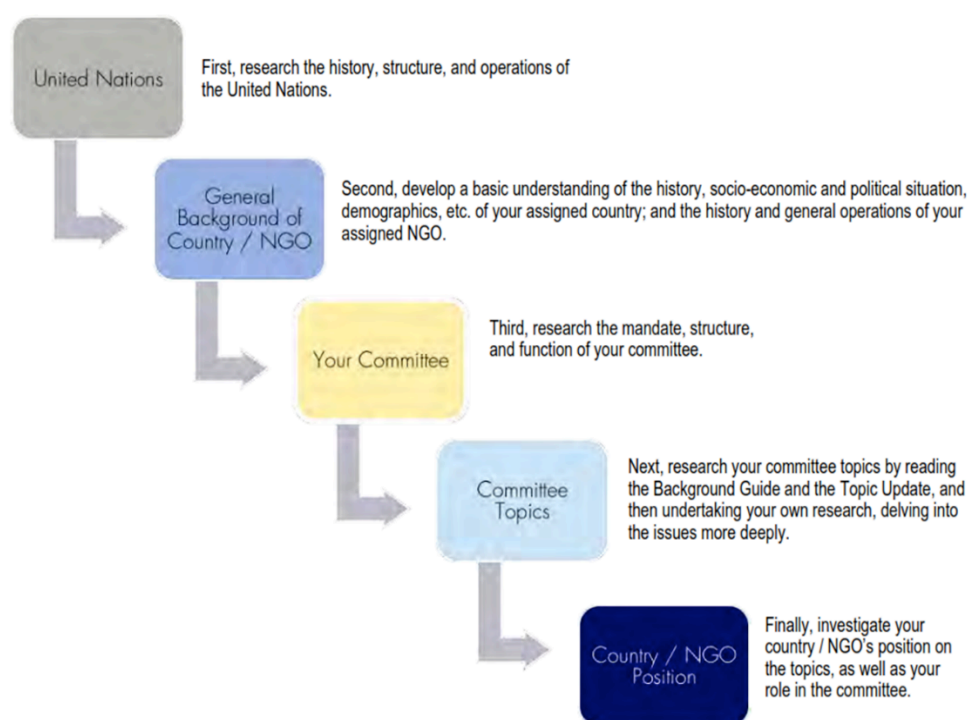 United Nations
First, research the history, structure, and operations of
the United Nations.
General
Background of
Country / NGO
Second, develop a basic understanding of the history, socio-economic and political situation,
demographics, etc. of your assigned country; and the history and general operations of your
assigned NGO.
Your Committee
Third, research the mandate, structure,
and function of your committee.
Committee
Topics
Next, research your committee topics by reading
the Background Guide and the Topic Update, and
then undertaking your own research, delving into
the issues more deeply.
Country / NGO
Position
Finally, investigate your
country / NGO’s position on
the topics, as well as your
role in the committee.